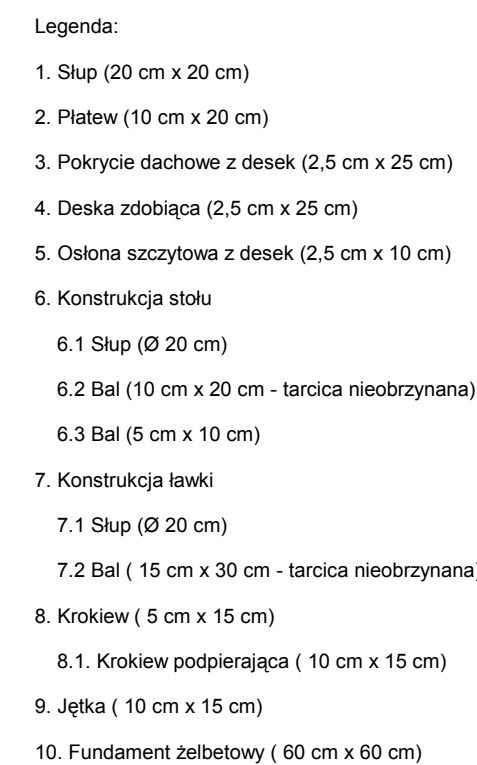 Legenda:
1. Słup (20 cm x 20 cm)
2. Płatew (10 cm x 20 cm)
3. Pokrycie dachowe z desek (2,5 cm x 25 cm)
4. Deska zdobiąca (2,5 cm x 25 cm)
5. Osłona szczytowa z desek (2,5 cm x 10 cm)
6. Konstrukcja stołu
6.1 Słup (Ø 20 cm)
6.2 Bal (10 cm x 20 cm - tarcica nieobrzynana)
6.3 Bal (5 cm x 10 cm)
7. Konstrukcja ławki
7.1 Słup (Ø 20 cm)
7.2 Bal ( 15 cm x 30 cm - tarcica nieobrzynana)
8. Krokiew ( 5 cm x 15 cm)
8.1. Krokiew podpierająca ( 10 cm x 15 cm)
9. Jętka ( 10 cm x 15 cm)
10. Fundament żelbetowy ( 60 cm x 60 cm)